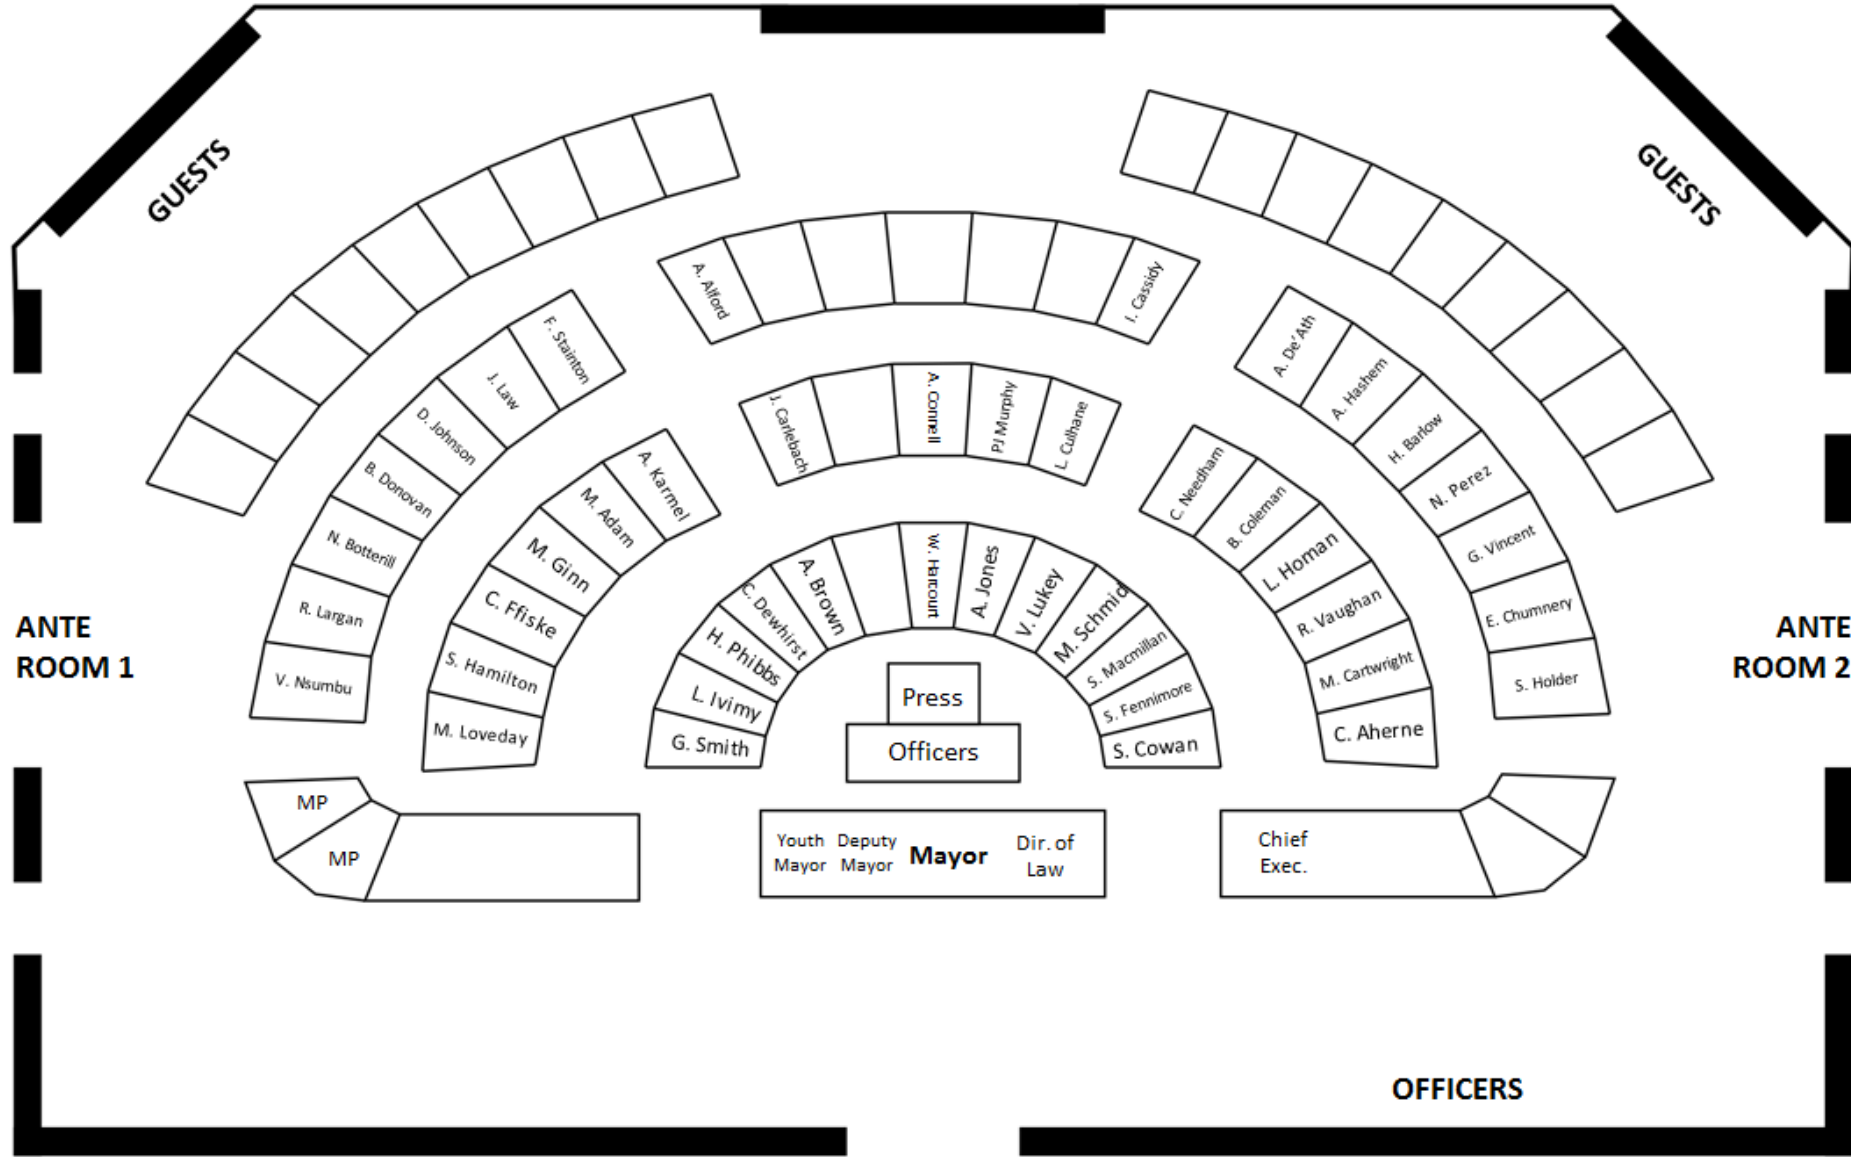 GUESTS
GUESTS
A. Alford
I. Cassidy
F. Stainton
J. Law
D. Johnson
B. Donovan
N. Botterill
R. Largan
V. Nsumbu
A. De'Ath
A. Hashem
H. Barlow
N. Perez
G. Vincent
E. Chumnery
S. Holder
J. Carlebach
A. Connell
PJ Murphy
L. Culhane
A. Karmel
M. Adam
M. Ginn
C. Ffiske
S. Hamilton
M. Loveday
C. Needham
B. Coleman
L. Homan
R. Vaughan
M. Cartwright
C. Aherne
G. Smith
L. Ivimy
H. Phibbs
C. Dewhirst
A. Brown
W. Harcourt
A. Jones
V. Lukey
M. Schmid
S. Macmillan
S. Fennimore
S. Cowan
ANTE
ROOM 1
ANTE
ROOM 2
Press
Officers
MP
MP
Youth
Mayor
Deputy
Mayor
Mayor
Dir. of
Law
Chief
Exec.
OFFICERS